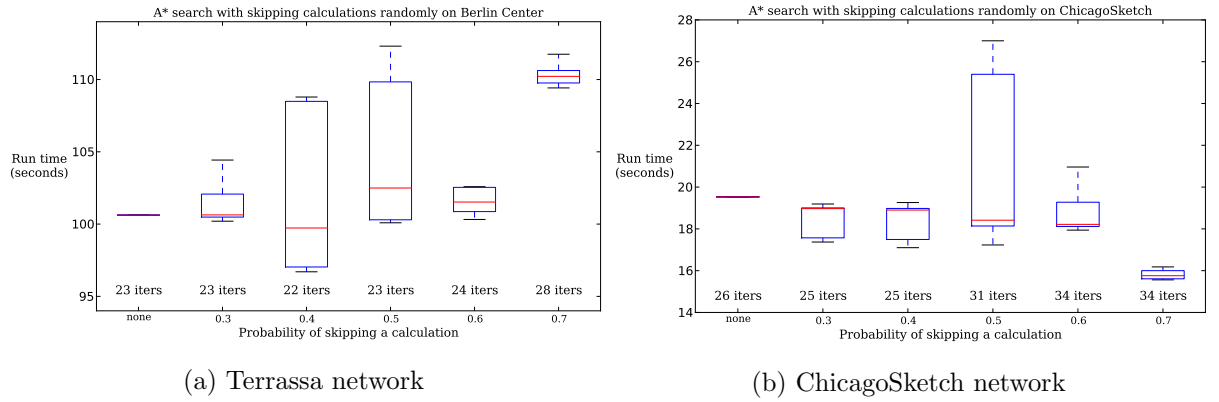 A* search with skipping calculations randomly on Berlin Center
110
105
100
95
Run time
(seconds)
23 iters
23 iters
22 iters
23 iters
24 iters
28 iters
none
0.3
0.4
0.5
0.6
0.7
Probability of skipping a calculation
(a) Terrassa network
A* search with skipping calculations randomly on ChicagoSketch
28
26
24
22
20
18
16
14
Run time
(seconds)
26 iters
25 iters
25 iters
31 iters
34 iters
34 iters
none
0.3
0.4
0.5
0.6
0.7
Probability of skipping a calculation
(b) ChicagoSketch network